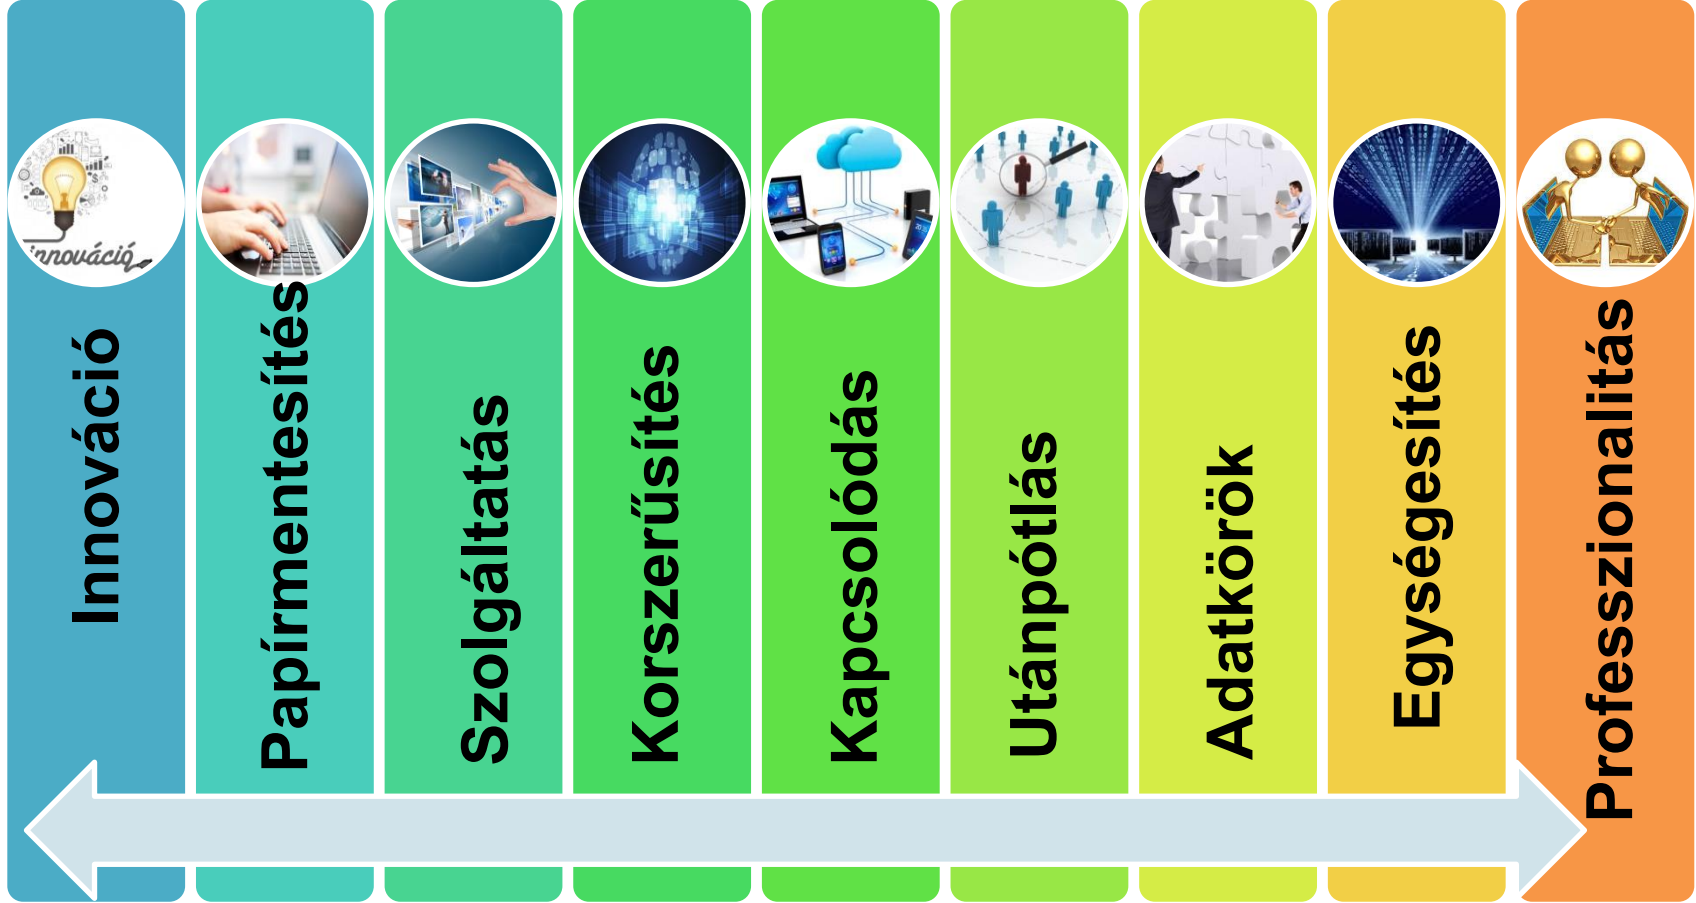 innováció
Innováció
Papírmentesítés
Szolgáltatás
Korszerűsítés
Kapcsolódás
Utánpótlás
Adatkörök
Egységesítés
Professzionalitás